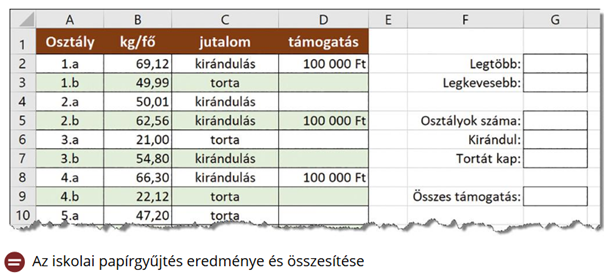 A B C D E F G
1 Osztály kg/fő jutalom támogatás
2 1.a 69,12 kirándulás 100 000 Ft Legtöbb:
3 1.b 49,99 torta Legkevesebb:
4 2.a 50,01 kirándulás
5 2.b 62,56 kirándulás 100 000 Ft Osztályok száma:
6 3.a 21,00 torta Kirándul:
7 3.b 54,80 kirándulás Tortát kap:
8 4.a 66,30 kirándulás 100 000 Ft
9 4.b 22,12 torta Összes támogatás:
10 5.a 47,20 torta
Az iskolai papírgyűjtés eredménye és összesítése